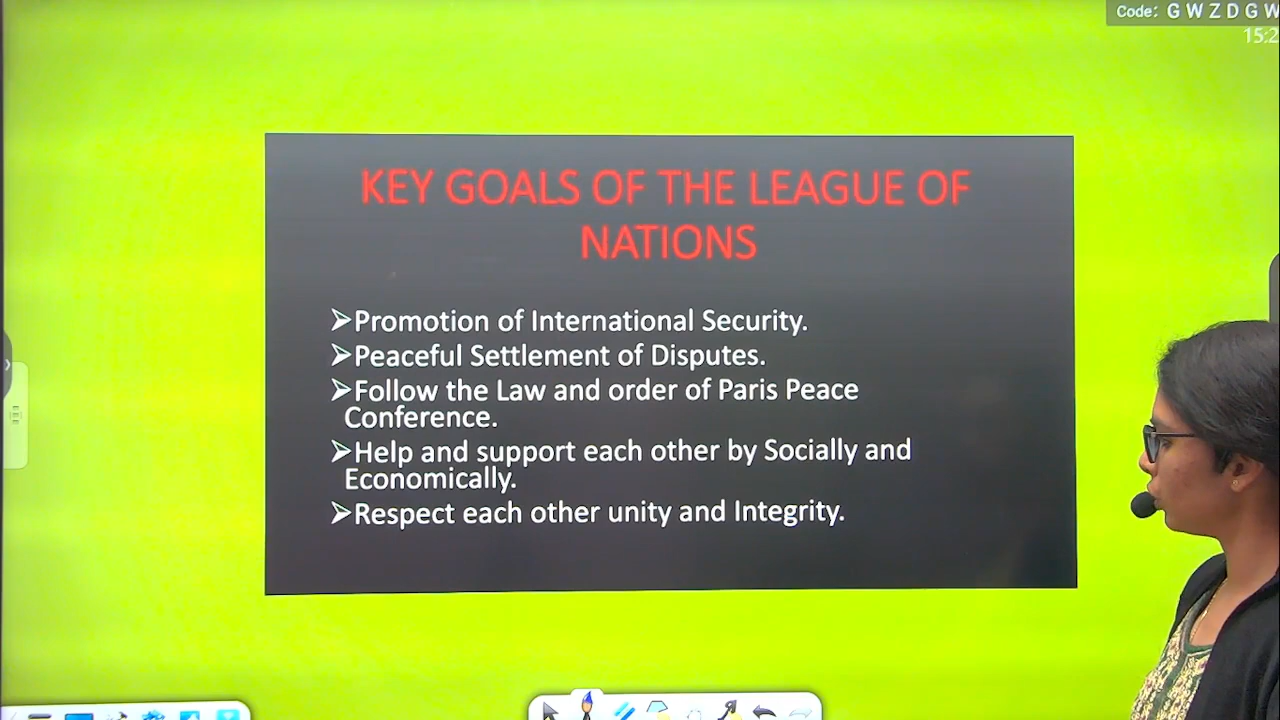 Code: G W Z D G W
15:2
KEY GOALS OF THE LEAGUE OF
NATIONS
➢Promotion of International Security.
➢Peaceful Settlement of Disputes.
➢Follow the Law and order of Paris Peace
Conference.
➢Help and support each other by Socially and
Economically.
➢Respect each other unity and Integrity.